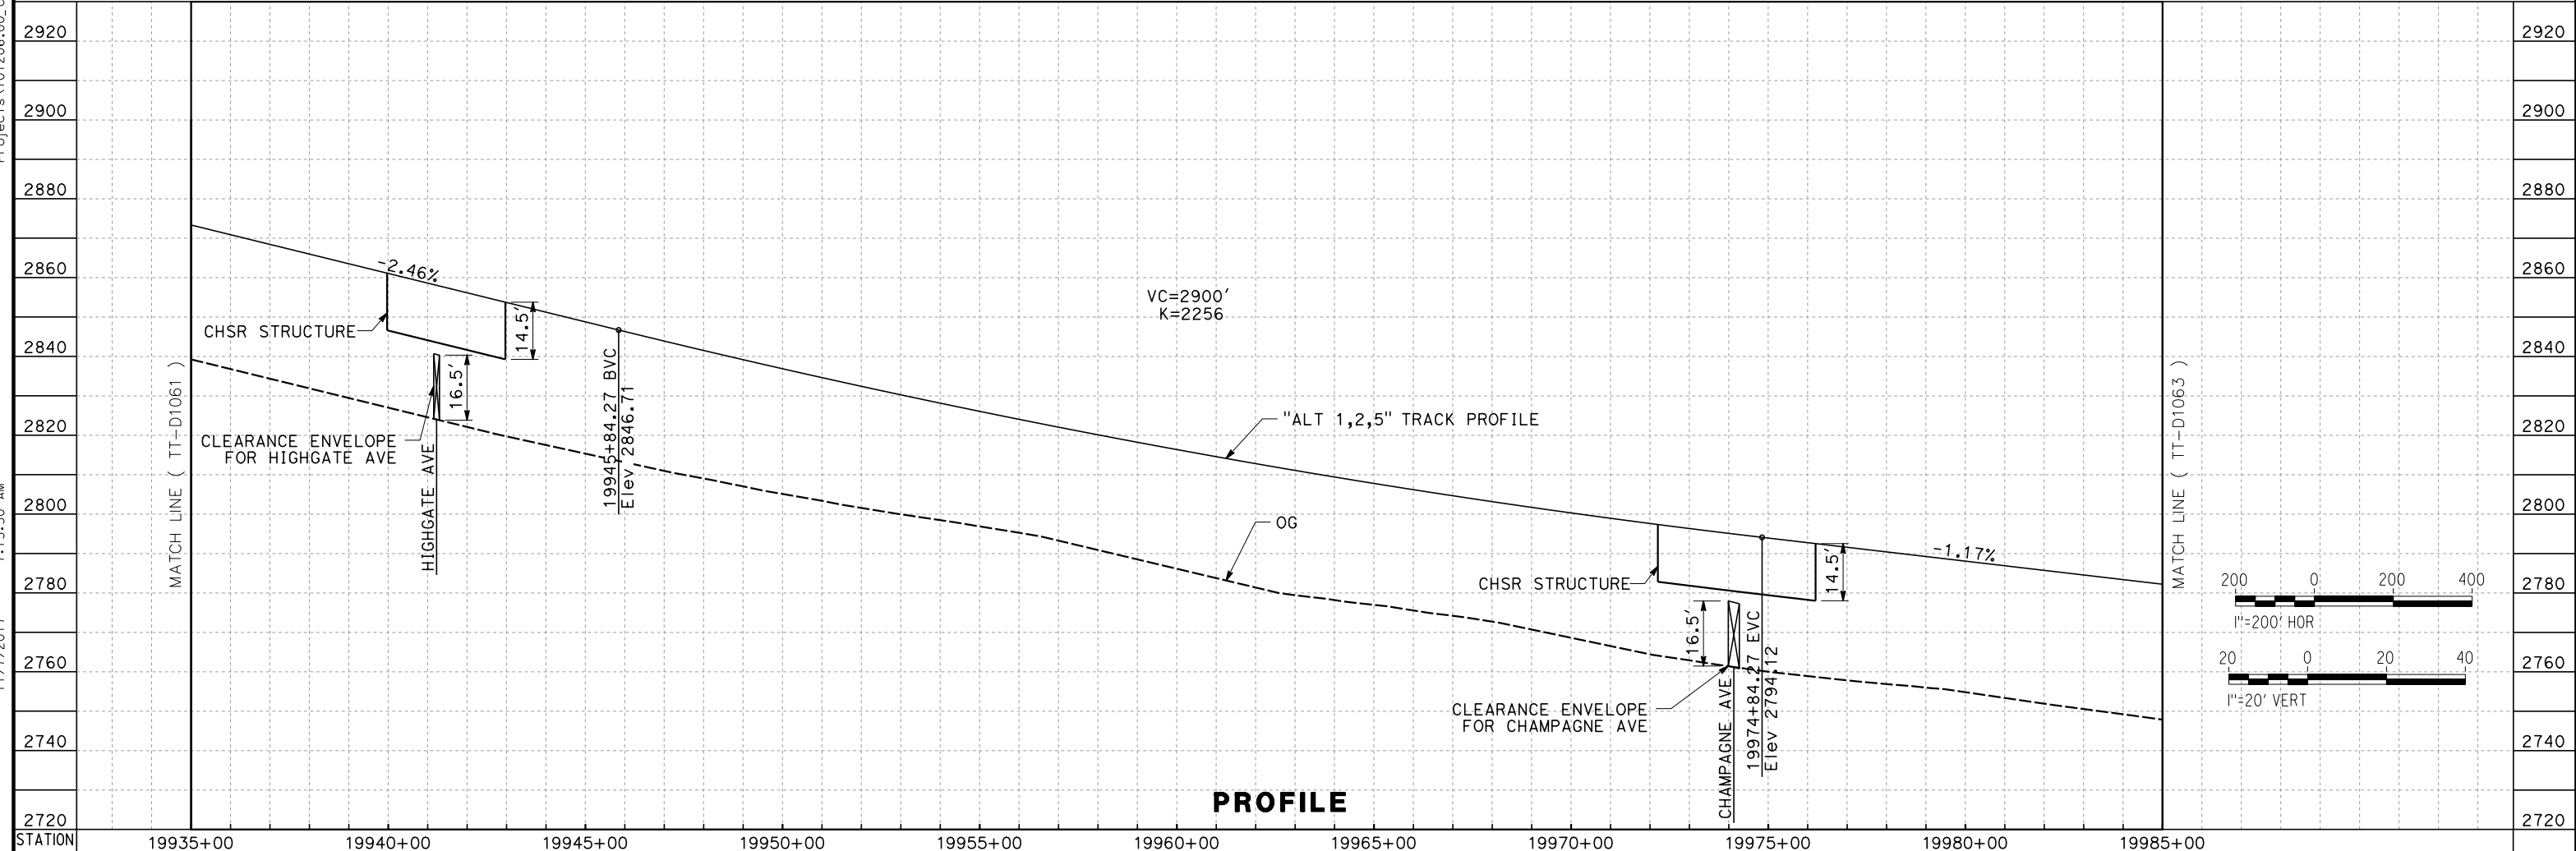 2920
2920
2900
2900
2880
2880
2860
2860
2840
2840
2820
2820
2800
2800
2780
2780
2760
2760
2740
2740
2720
2720
MATCH LINE ( TT-D1061 )
-2.46%
CHSR STRUCTURE
14.5'
16.5'
CLEARANCE ENVELOPE
FOR HIGHGATE AVE
HIGHGATE AVE
19945+84.27 BVC
Elev 2846.71
VC=2900'
K=2256
"ALT 1,2,5" TRACK PROFILE
OG
CHSR STRUCTURE
14.5'
16.5'
CLEARANCE ENVELOPE
FOR CHAMPAGNE AVE
CHAMPAGNE AVE
19974+84.27 EVC
Elev 2794.12
-1.17%
MATCH LINE ( TT-D1063 )
200 0 200 400
1"=200' HOR
20 0 20 40
1"=20' VERT
PROFILE
STATION 19935+00 19940+00 19945+00 19950+00 19955+00 19960+00 19965+00 19970+00 19975+00 19980+00 19985+00